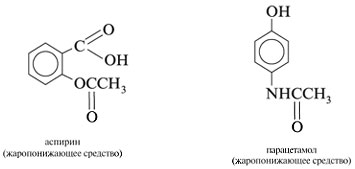 O
C
OH
OCCH3
O
аспирин
(жаропонижающее средство)
OH
NHCCH3
O
парацетамол
(жаропонижающее средство)